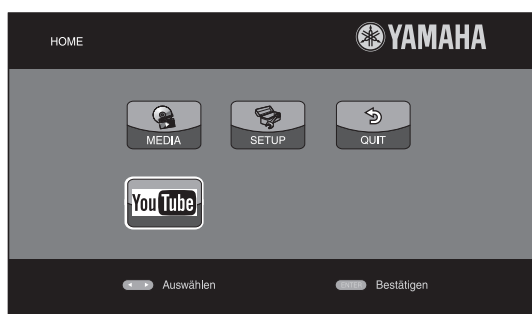 HOME
YAMAHA
MEDIA SETUP QUIT
YouTube
Auswählen ENTER Bestätigen